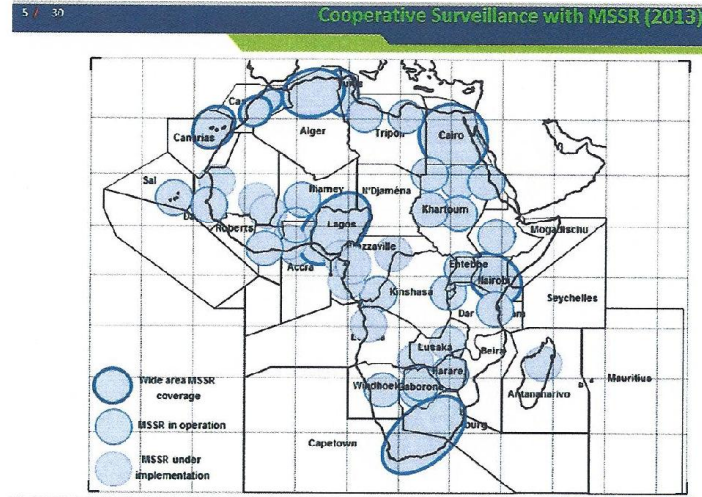 5 / 30
Cooperative Surveillance with MSSR (2013)
Alger
Tripoli
Cairo
Canarias
Sal
Niamey
N'Djaména
Khartoum
Lagos
Roberts
Mogadischu
Accra
Entebbe
Nairobi
Kinshasa
Seychelles
Dar
Lusaka
Beira
Harare
Windhoek
Gaborone
Antananarivo
Mauritius
Capetown
Wide area MSSR
coverage
MSSR in operation
MSSR under
implementation